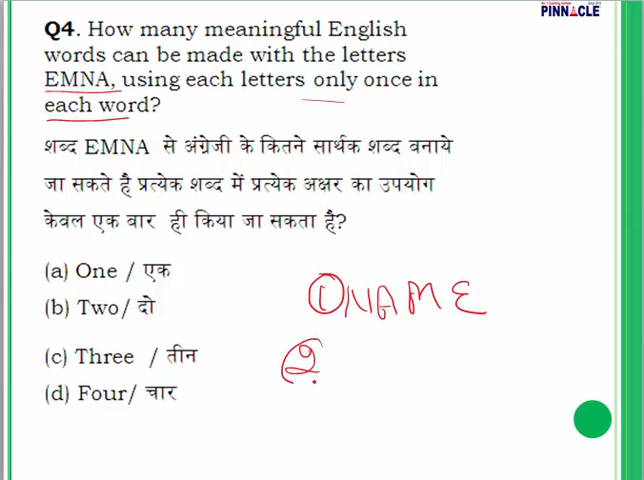 PINNACLE
Q4. How many meaningful English
words can be made with the letters
EMNA, using each letters only once in
each word?
शब्द EMNA से अंग्रेजी के कितने सार्थक शब्द बनाये
जा सकते है प्रत्येक शब्द में प्रत्येक अक्षर का उपयोग
केवल एक बार ही किया जा सकता है?
(a) One / एक
(b) Two/ दो
① NAME
(c) Three / तीन
②
(d) Four/ चार